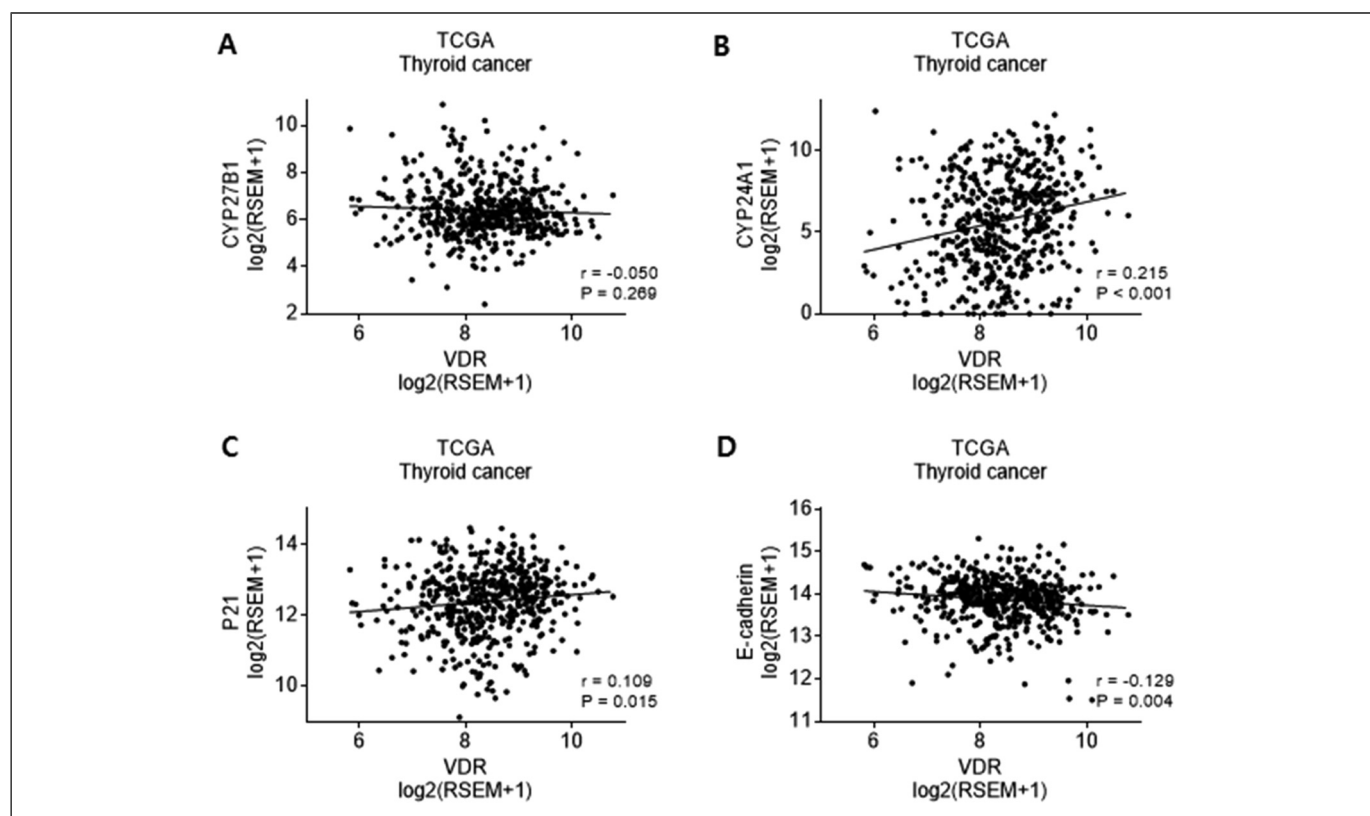 A
TCGA
Thyroid cancer
CYP27B1
log2(RSEM+1)
10
8
6
4
2
r = -0.050
P = 0.269
6 8 10
VDR
log2(RSEM+1)
B
TCGA
Thyroid cancer
CYP24A1
log2(RSEM+1)
10
5
0
r = 0.215
P < 0.001
6 8 10
VDR
log2(RSEM+1)
C
TCGA
Thyroid cancer
P21
log2(RSEM+1)
14
12
10
r = 0.109
P = 0.015
6 8 10
VDR
log2(RSEM+1)
D
TCGA
Thyroid cancer
E-cadherin
log2(RSEM+1)
16
15
14
13
12
11
r = -0.129
P = 0.004
6 8 10
VDR
log2(RSEM+1)